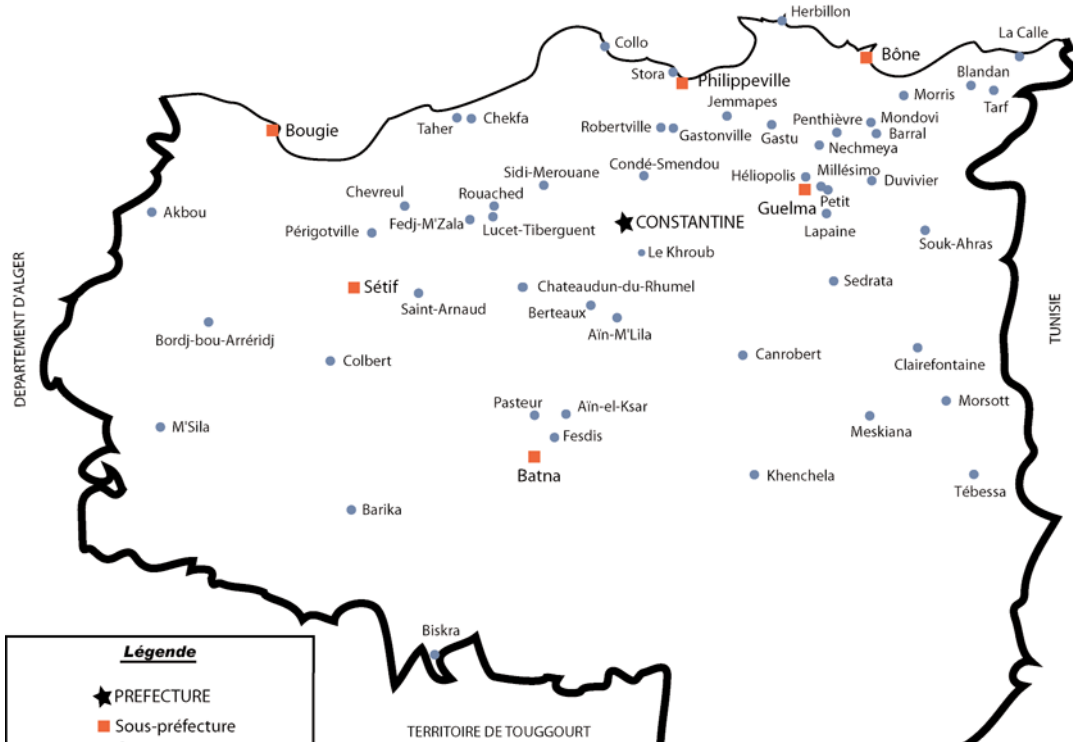 Herbillon
La Calle
Collo
Bône
Stora
Philippeville
Blandan
Tarf
Morris
Jemmapes
Taher
Chekfa
Bougie
Robertville
Gastonville
Gastu
Penthièvre
Mondovi
Barral
Nechmeya
Condé-Smendou
Sidi-Merouane
Héliopolis
Millésimo
Duvivier
Chevreul
Rouached
Petit
Guelma
Akbou
Fedj-M'Zala
Lucet-Tiberguent
CONSTANTINE
Lapaine
Périgotville
Souk-Ahras
Le Khroub
Sétif
Saint-Arnaud
Chateaudun-du-Rhumel
Sedrata
Berteaux
Aïn-M'Lila
DEPARTEMENT D'ALGER
TUNISIE
Bordj-bou-Arréridj
Colbert
Canrobert
Clairefontaine
Pasteur
Aïn-el-Ksar
Morsott
M'Sila
Fesdis
Meskiana
Batna
Khenchela
Tébessa
Barika
Biskra
Légende
PREFECTURE
Sous-préfecture
TERRITOIRE DE TOUGGOURT